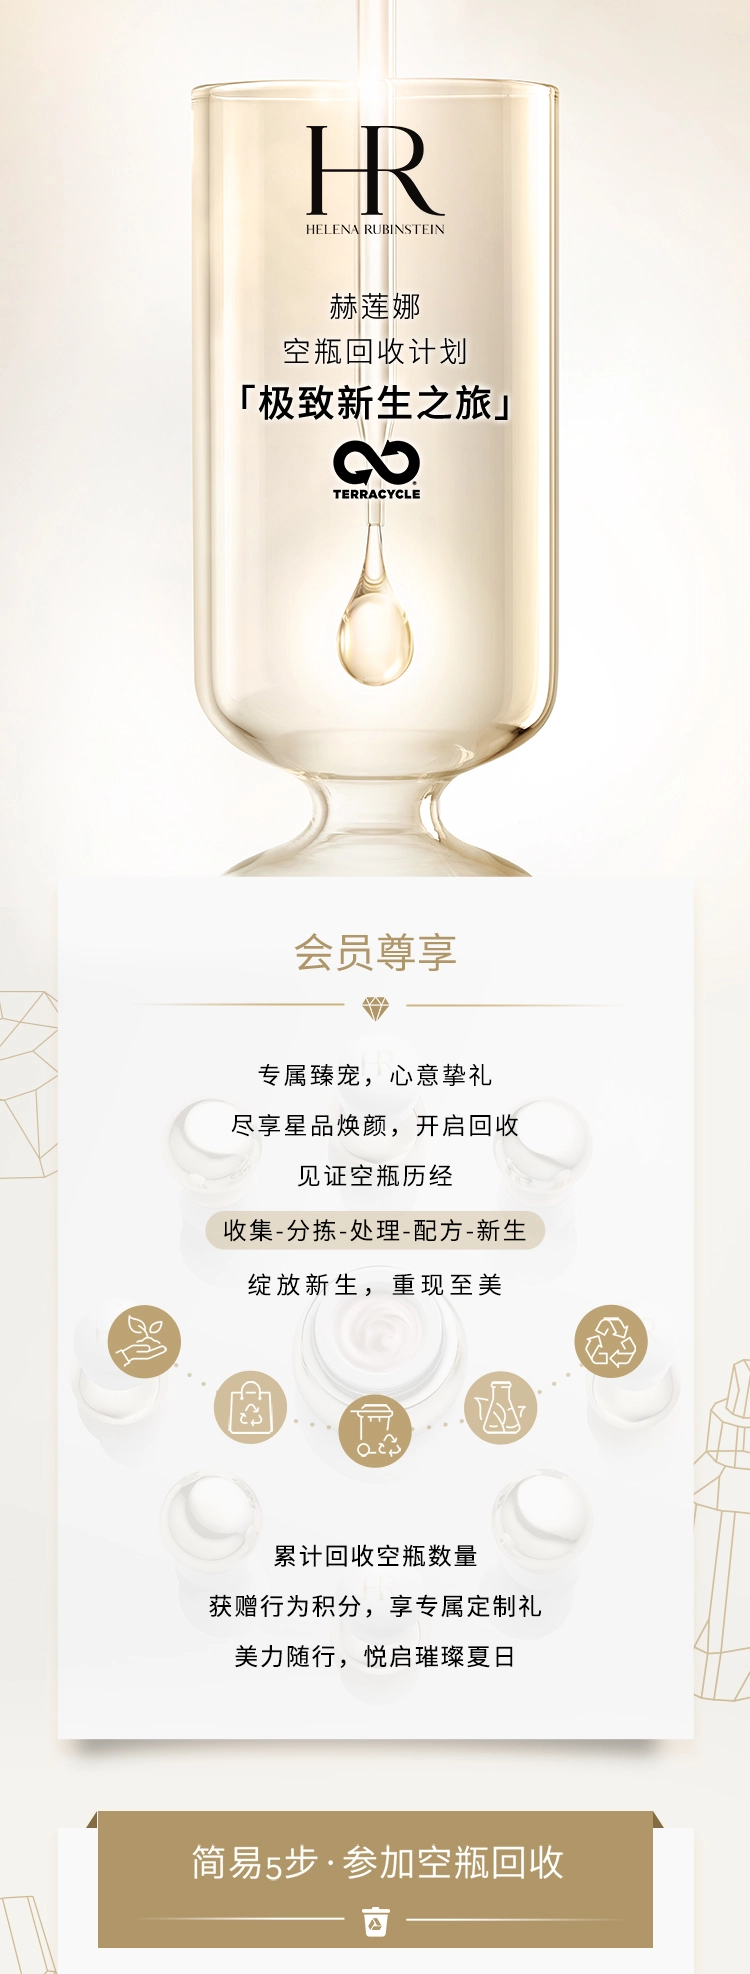 HR
HELENA RUBINSTEIN
赫莲娜
空瓶回收计划
「极致新生之旅」
TERRACYCLE
会员尊享
专属臻宠，心意挚礼
尽享星品焕颜，开启回收
见证空瓶历经
收集-分拣-处理-配方-新生
绽放新生，重现至美
累计回收空瓶数量
获赠行为积分，享专属定制礼
美力随行，悦启璀璨夏日
简易5步·参加空瓶回收